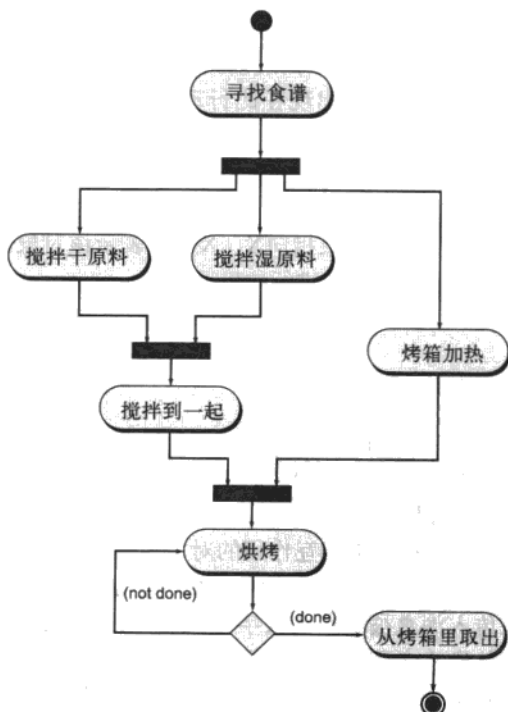 寻找食谱
搅拌干原料
搅拌湿原料
烤箱加热
搅拌到一起
烘烤
(not done)
(done)
从烤箱里取出